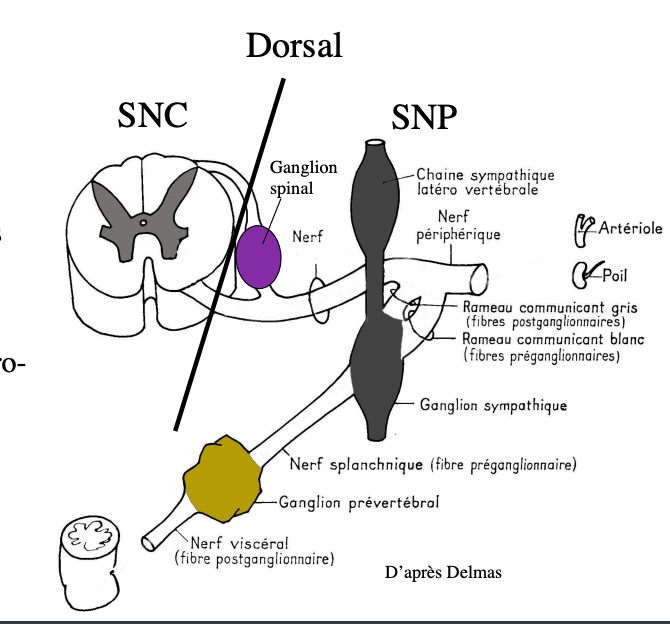 Dorsal
SNC
SNP
Ganglion
spinal
Chaine sympathique
latéro vertébrale
Nerf
Nerf
périphérique
Artériole
s
Poil
Rameau communicant gris
(fibres postganglionnaires)
Rameau communicant blanc
(fibres préganglionnaires)
ro-
Ganglion sympathique
Nerf splanchnique (fibre préganglionnaire)
Ganglion prévertébral
Nerf viscéral
(fibre postganglionnaire)
D'après Delmas